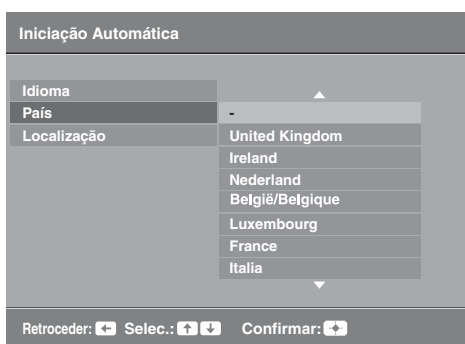 Iniciação Automática
Idioma
País
-
Localização
United Kingdom
Ireland
Nederland
België/Belgique
Luxembourg
France
Italia
Retroceder: Selec.: Confirmar: